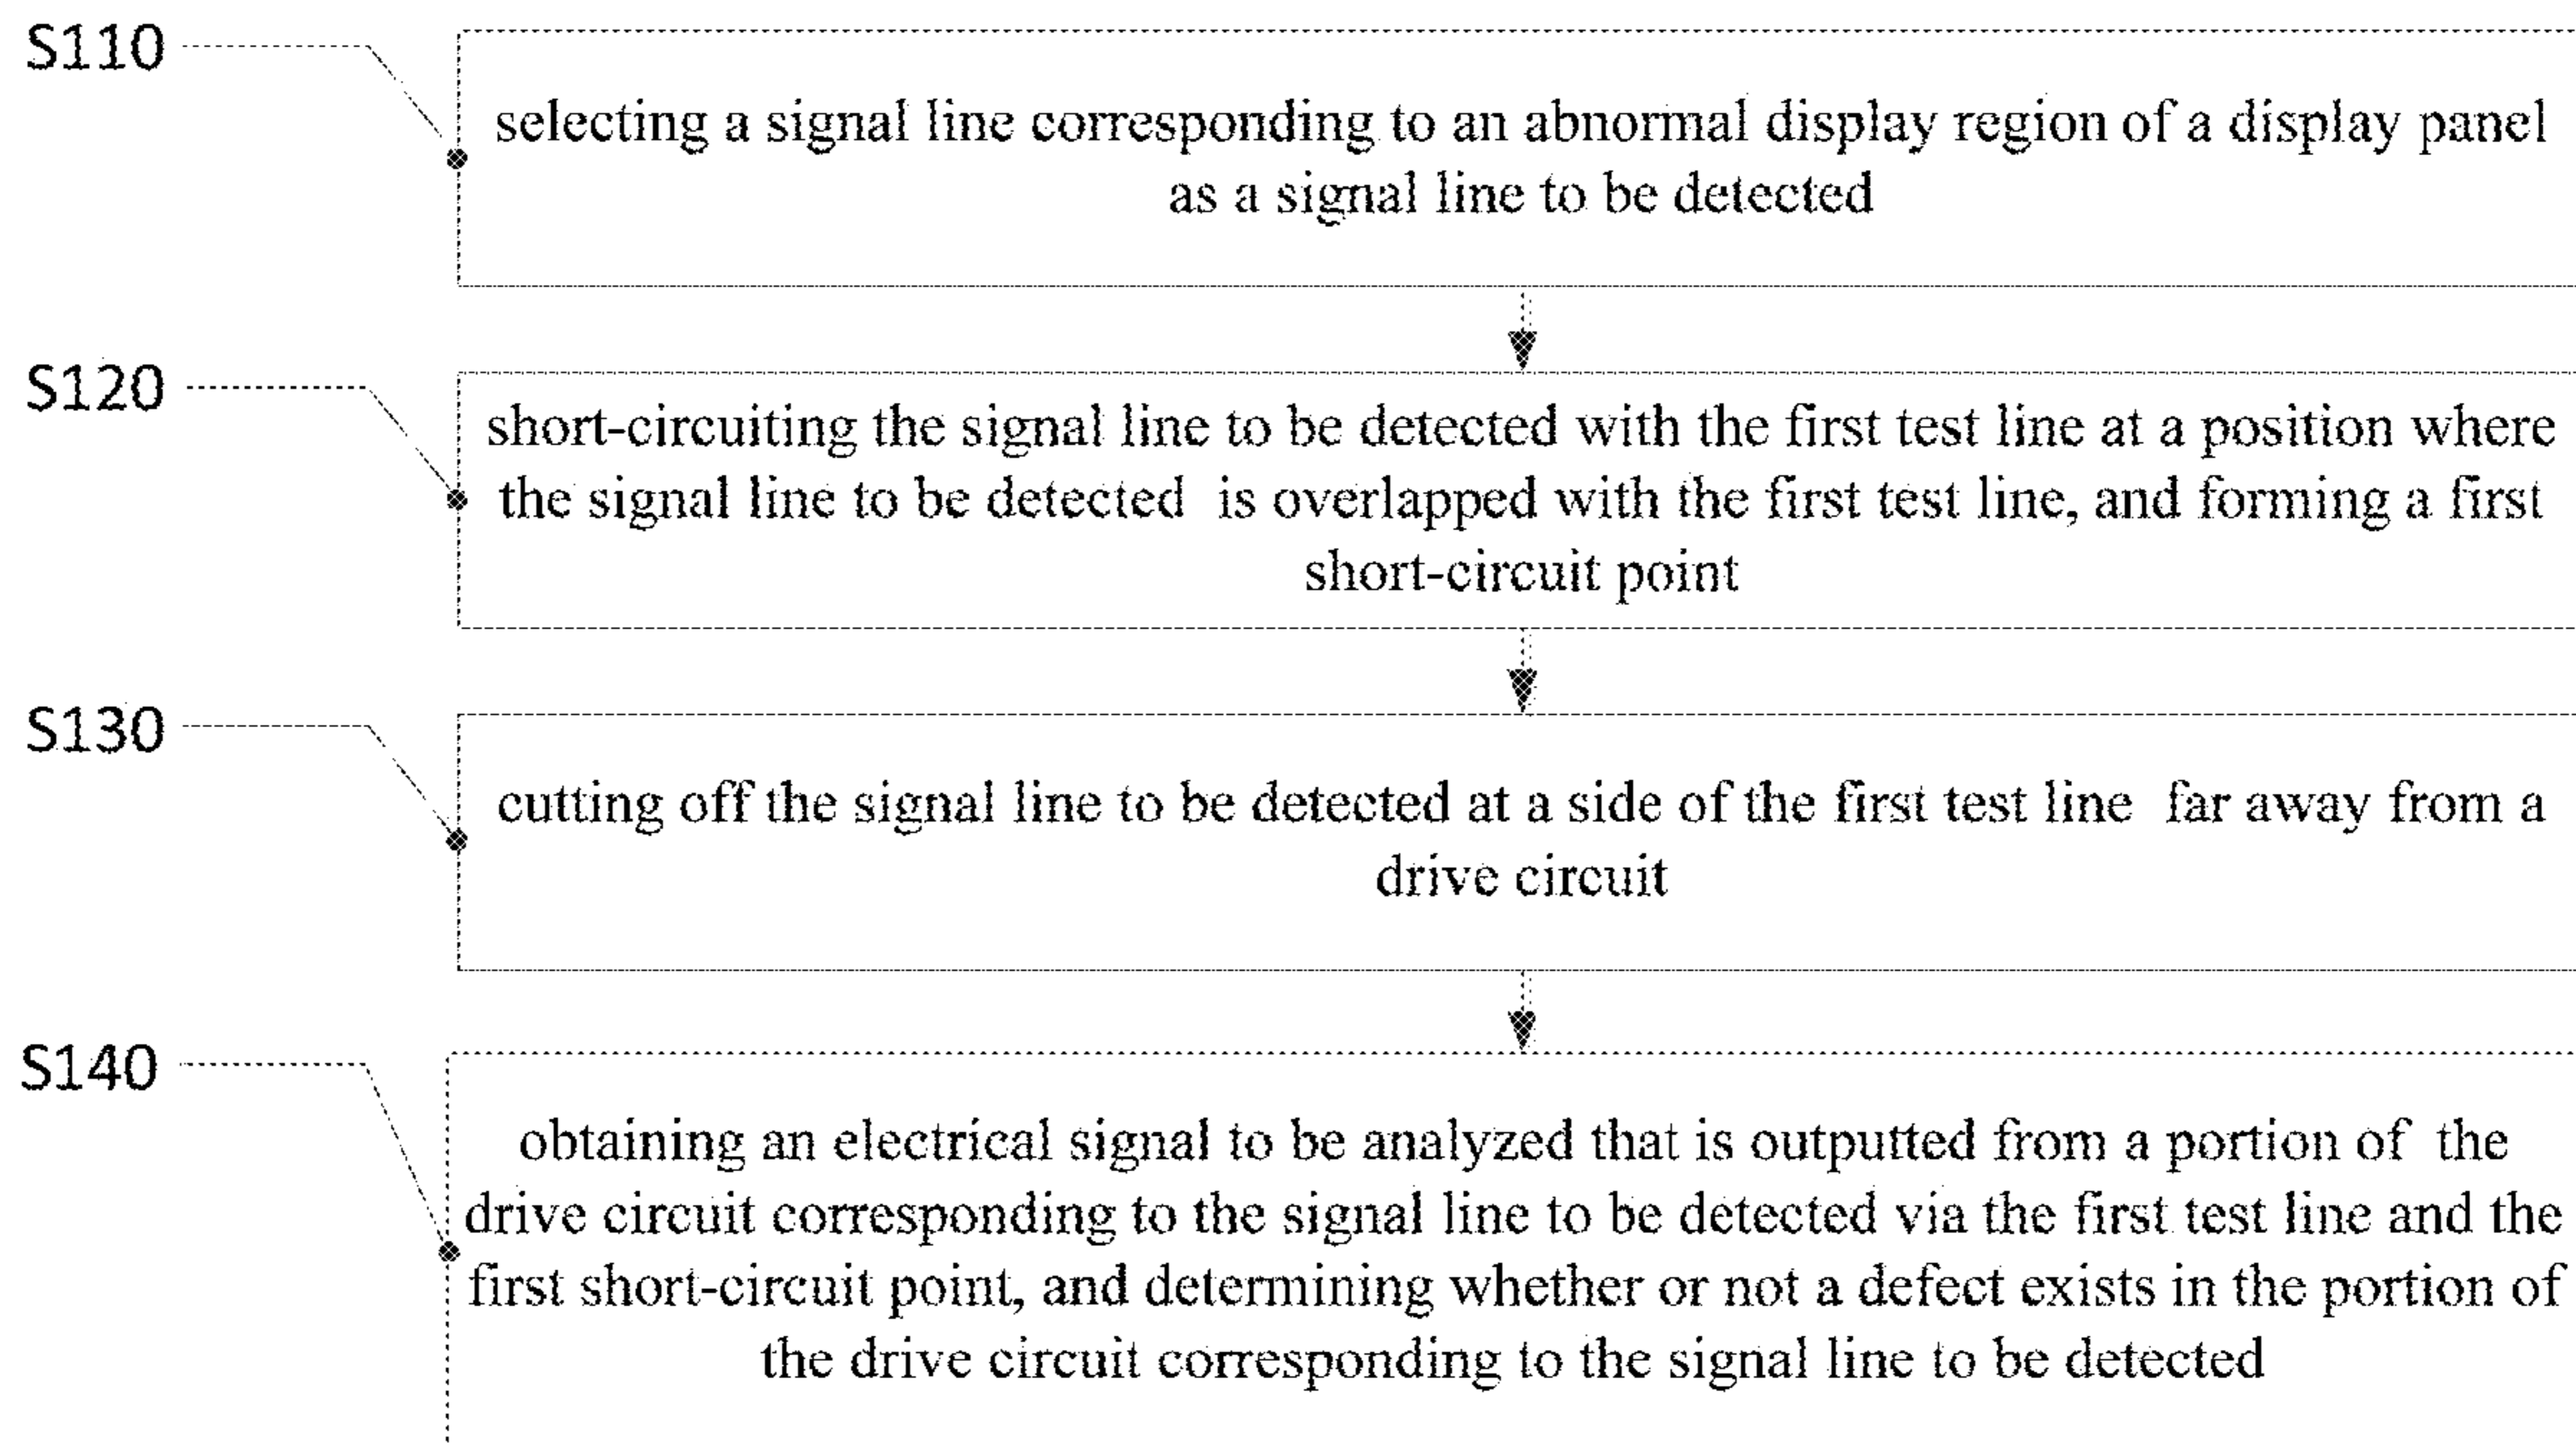 S110
selecting a signal line corresponding to an abnormal display region of a display panel
as a signal line to be detected
S120
short-circuiting the signal line to be detected with the first test line at a position where
the signal line to be detected is overlapped with the first test line, and forming a first
short-circuit point
S130
cutting off the signal line to be detected at a side of the first test line far away from a
drive circuit
S140
obtaining an electrical signal to be analyzed that is outputted from a portion of the
drive circuit corresponding to the signal line to be detected via the first test line and the
first short-circuit point, and determining whether or not a defect exists in the portion of
the drive circuit corresponding to the signal line to be detected